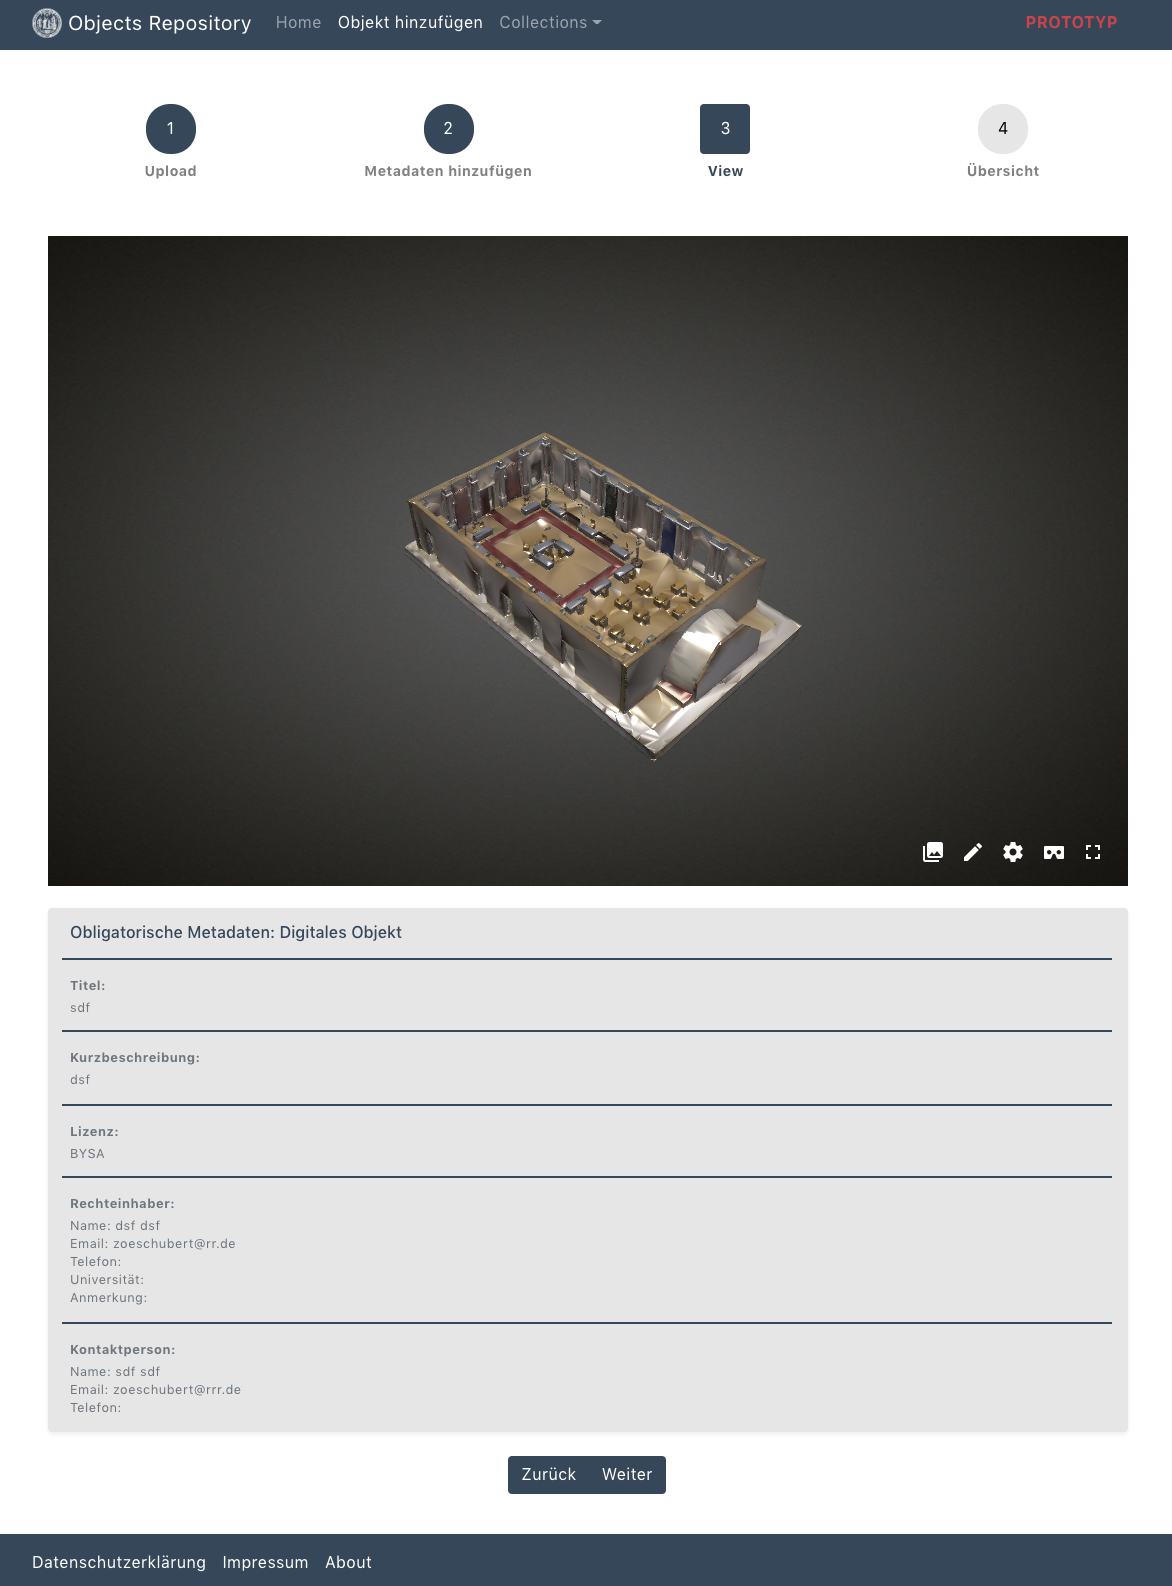 Objects Repository Home Objekt hinzufügen Collections PROTOTYP
1 2 3 4
Upload Metadaten hinzufügen View Übersicht
Obligatorische Metadaten: Digitales Objekt
Titel:
sdf
Kurzbeschreibung:
dsf
Lizenz:
BYSA
Rechteinhaber:
Name: dsf dsf
Email: zoeschubert@rr.de
Telefon:
Universität:
Anmerkung:
Kontaktperson:
Name: sdf sdf
Email: zoeschubert@rrr.de
Telefon:
Zurück Weiter
Datenschutzerklärung Impressum About